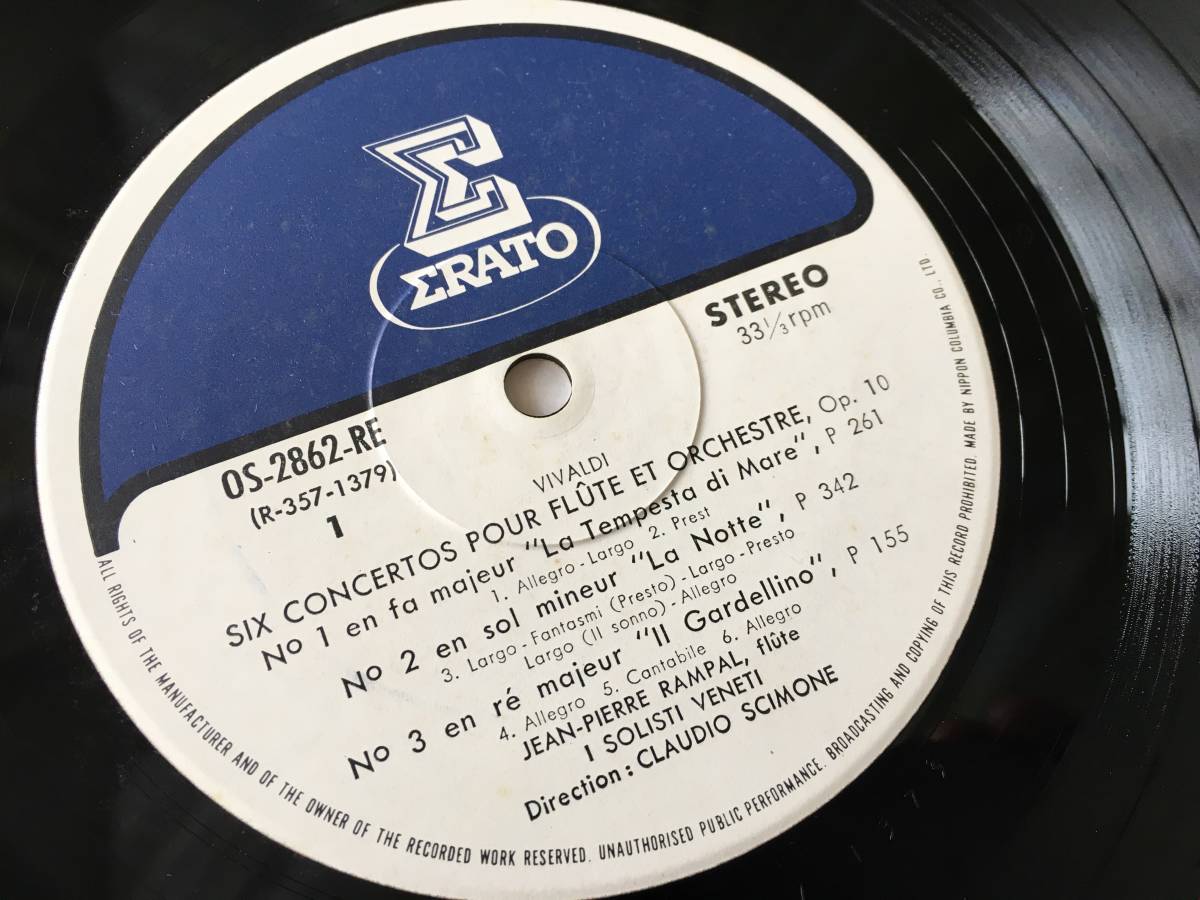 Σ
ΣRATO
STEREO
33 1/3 rpm
OS-2862-RE
(R-357-1379)
1
VIVALDI
SIX CONCERTOS POUR FLÛTE ET ORCHESTRE, Op. 10
No 1 en fa majeur "La Tempesta di Mare", P 261
1. Allegro - Largo 2. Prest
No 2 en sol mineur "La Notte", P 342
3. Largo - Fantasmi (Presto) - Largo - Presto
Largo (Il sonno) - Allegro
No 3 en ré majeur "Il Gardellino", P 155
4. Allegro 5. Cantabile 6. Allegro
JEAN-PIERRE RAMPAL, flûte
I SOLISTI VENETI
Direction : CLAUDIO SCIMONE
ALL RIGHTS OF THE MANUFACTURER AND OF THE OWNER OF THE RECORDED WORK RESERVED. UNAUTHORISED PUBLIC PERFORMANCE. BROADCASTING AND COPYING OF THIS RECORD PROHIBITED. MADE BY NIPPON COLUMBIA CO., LTD.